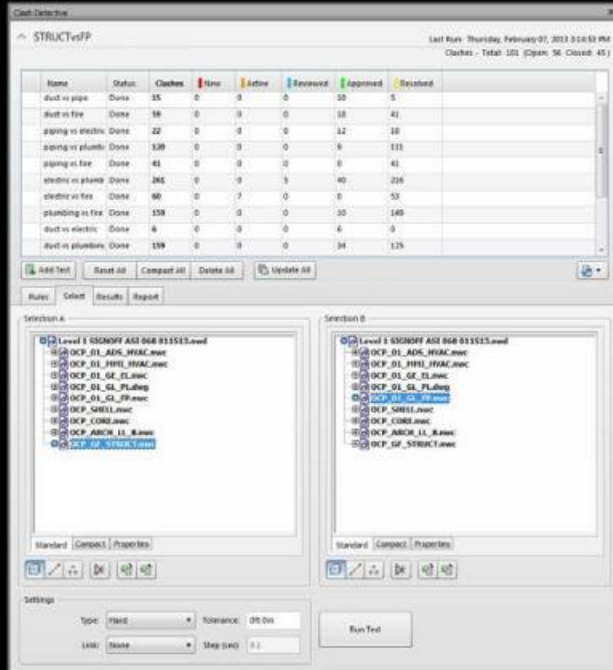 Clash Detective
STRUCTvsFP
Last Run: Thursday, February 07, 2013 3:14:53 PM
Clashes - Total: 101 (Open: 56 Closed: 45)
Name Status Clashes New Active Reviewed Approved Resolved
duct vs pipe Done 15 0 0 0 10 5
duct vs fire Done 59 0 0 0 18 41
piping vs electric Done 22 0 0 0 12 10
piping vs plumbi Done 120 0 0 0 9 111
piping vs fire Done 41 0 0 0 0 41
electric vs plumb Done 261 0 0 5 40 216
electric vs fire Done 60 0 7 0 0 53
plumbing vs fire Done 159 0 0 0 10 149
duct vs electric Done 6 0 0 0 6 0
duct vs plumbing Done 159 0 0 0 34 125
Add Test Reset All Compact All Delete All Update All
Rules Select Results Report
Selection A
Level 1 SIGNOFF ASI 068 011513.nwd
OCP_01_ADS_HVAC.nwc
OCP_01_MMI_HVAC.nwc
OCP_01_GE_EL.nwc
OCP_01_GL_PL.dwg
OCP_01_GL_FP.nwc
OCP_SHELL.nwc
OCP_CORE.nwc
OCP_ARCH_LL_R.nwc
OCP_GF_STRUCT.nwc
Standard Compact Properties
Selection B
Level 1 SIGNOFF ASI 068 011513.nwd
OCP_01_ADS_HVAC.nwc
OCP_01_MMI_HVAC.nwc
OCP_01_GE_EL.nwc
OCP_01_GL_PL.dwg
OCP_01_GL_FP.nwc
OCP_SHELL.nwc
OCP_CORE.nwc
OCP_ARCH_LL_R.nwc
OCP_GF_STRUCT.nwc
Standard Compact Properties
Settings
Type: Hard Tolerance: 0ft 0in
Link: None Step (sec): 0.1
Run Test